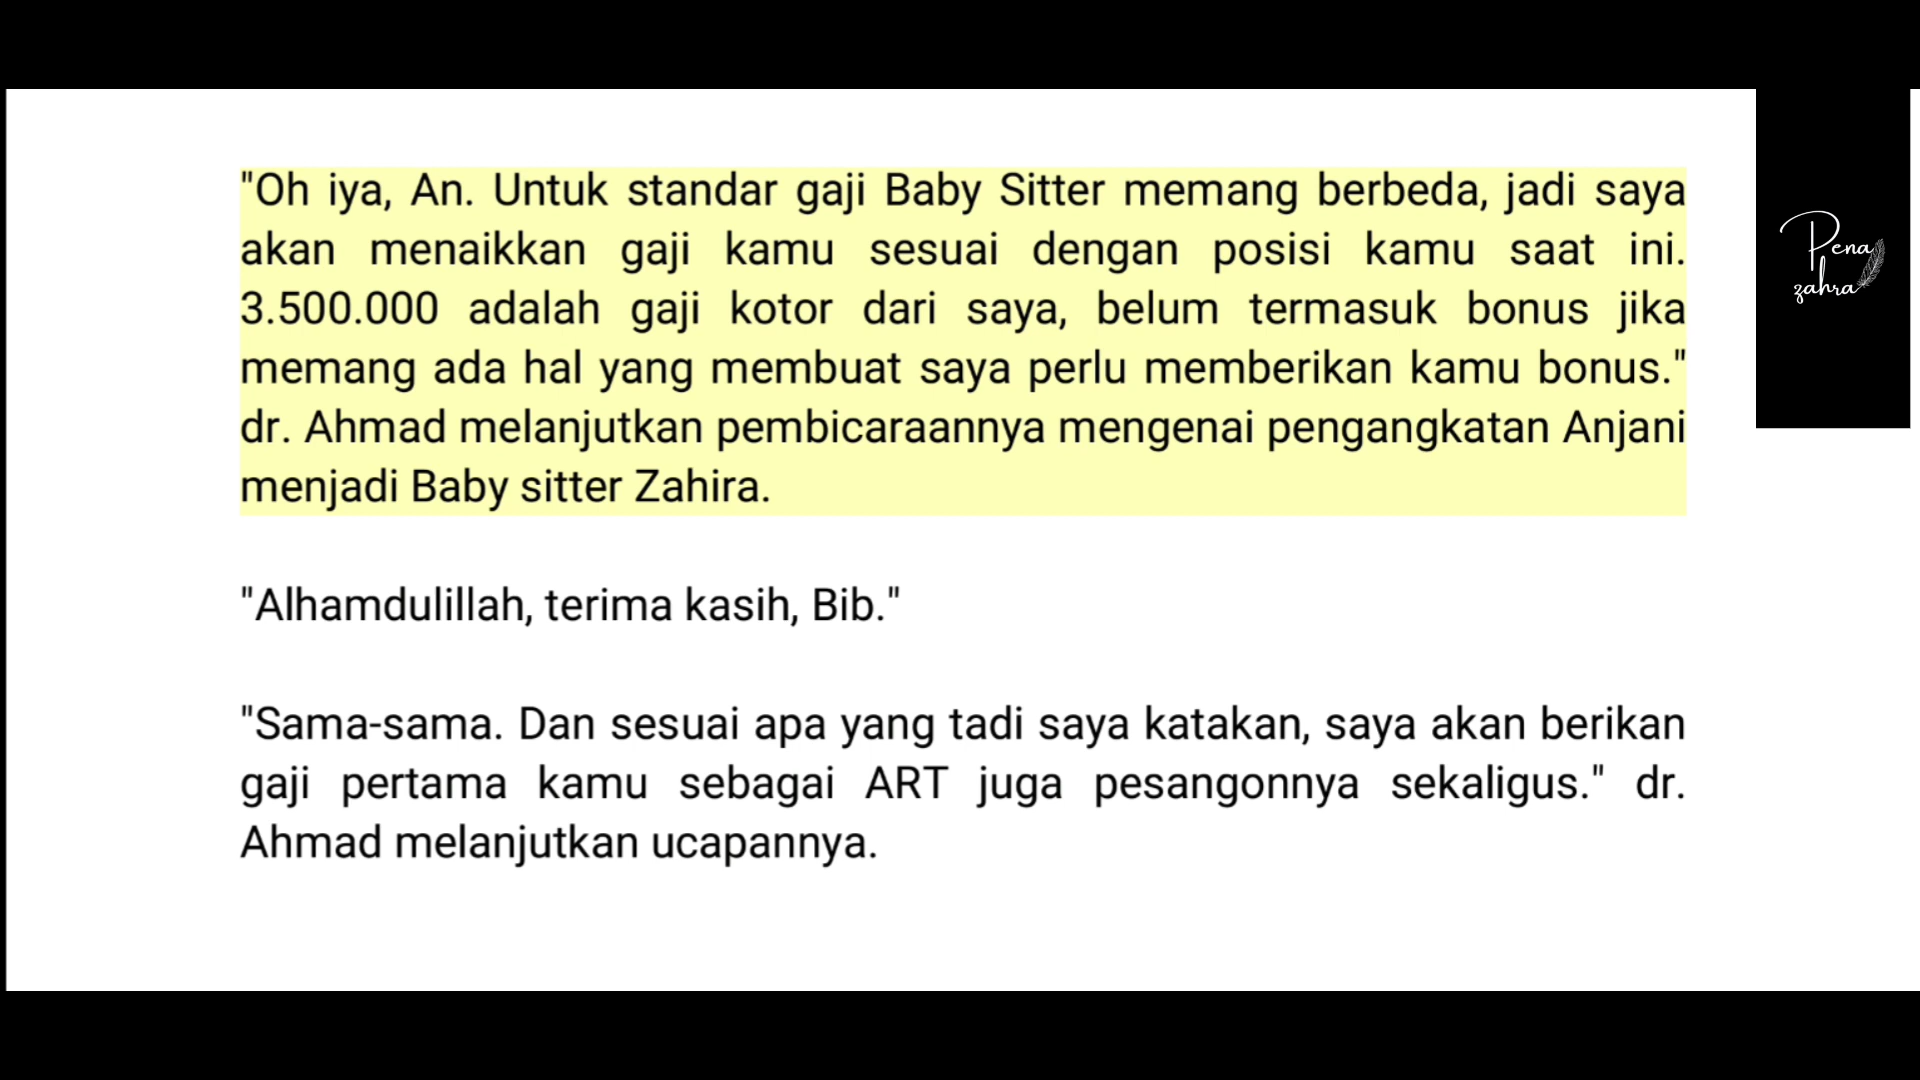 "Oh iya, An. Untuk standar gaji Baby Sitter memang berbeda, jadi saya
akan menaikkan gaji kamu sesuai dengan posisi kamu saat ini.
3.500.000 adalah gaji kotor dari saya, belum termasuk bonus jika
memang ada hal yang membuat saya perlu memberikan kamu bonus."
dr. Ahmad melanjutkan pembicaraannya mengenai pengangkatan Anjani
menjadi Baby sitter Zahira.
"Alhamdulillah, terima kasih, Bib."
"Sama-sama. Dan sesuai apa yang tadi saya katakan, saya akan berikan
gaji pertama kamu sebagai ART juga pesangonnya sekaligus." dr.
Ahmad melanjutkan ucapannya.
Pena
zahra